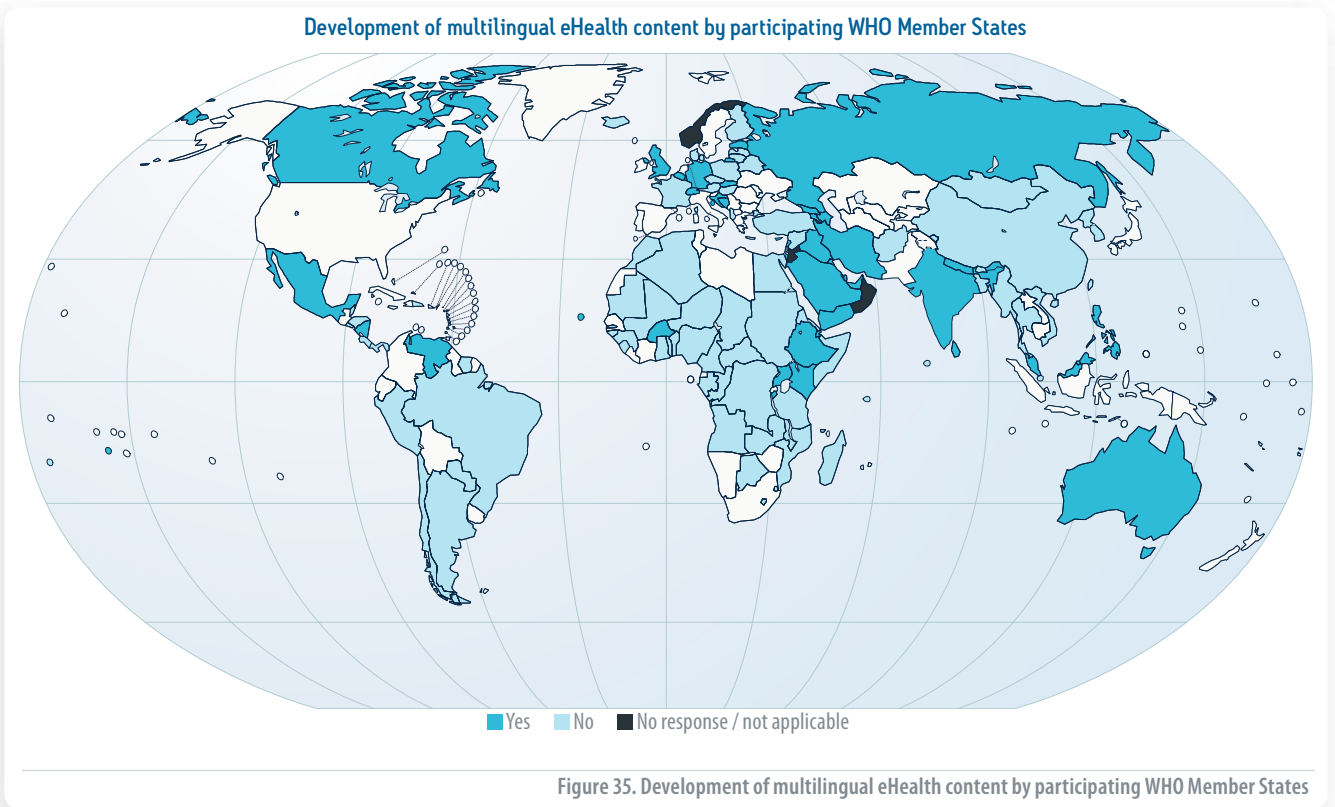 Development of multilingual eHealth content by participating WHO Member States
Yes No No response / not applicable
Figure 35. Development of multilingual eHealth content by participating WHO Member States